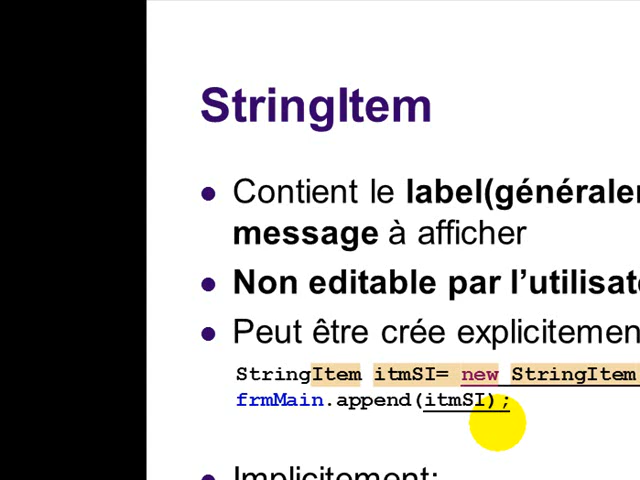 StringItem
Contient le label(générale
message à afficher
Non editable par l'utilisat
Peut être crée explicitemen
StringItem itmSI= new StringItem
frmMain.append(itmSI);
Implicitement: